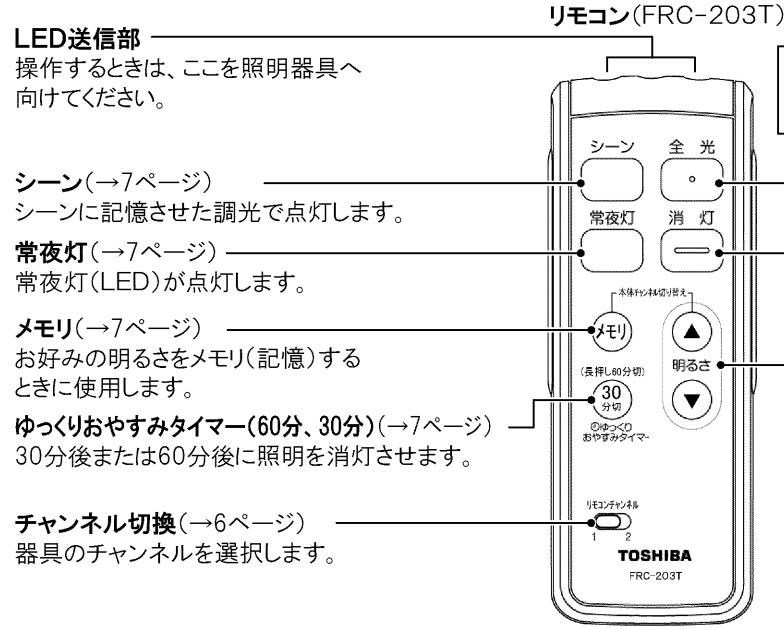 リモコン(FRC-203T)
LED送信部
操作するときは、ここを照明器具へ
向けてください。
シーン(→7ページ)
シーンに記憶させた調光で点灯します。
常夜灯(→7ページ)
常夜灯(LED)が点灯します。
メモリ(→7ページ)
お好みの明るさをメモリ(記憶)する
ときに使用します。
ゆっくりおやすみタイマー(60分、30分)(→7ページ)
30分後または60分後に照明を消灯させます。
チャンネル切換(→6ページ)
器具のチャンネルを選択します。
シーン 全 光
常夜灯 消 灯
本体チャンネル切り替え
メモリ
▲
明るさ
▼
(長押し60分切)
30
分切
ゆっくり
おやすみタイマー
リモコンチャンネル
1 2
TOSHIBA
FRC-203T